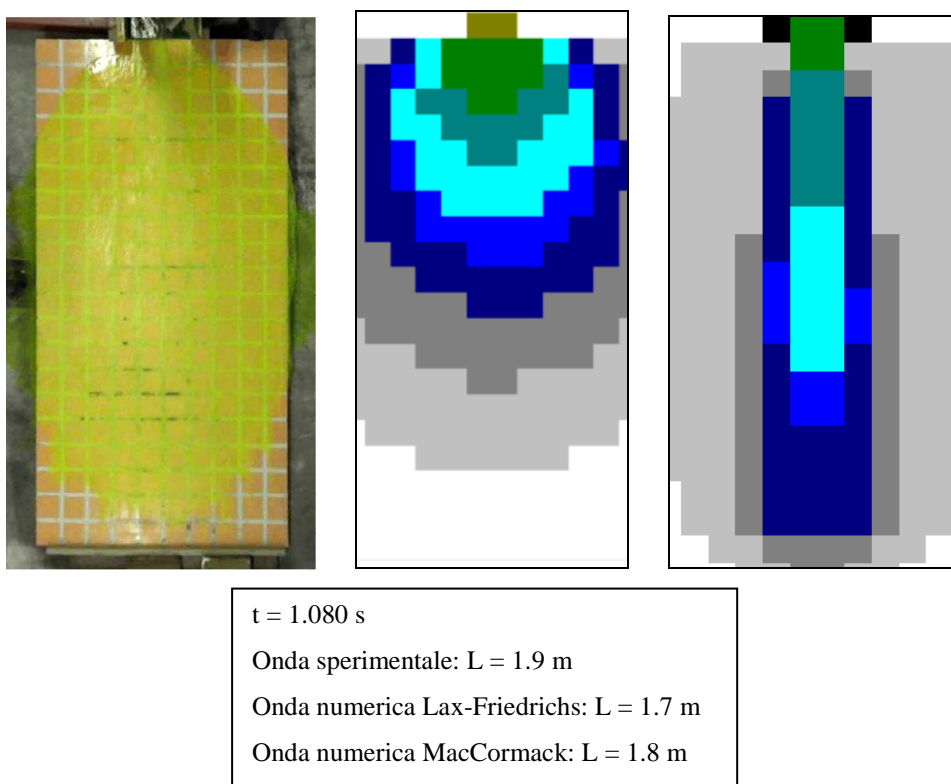 t = 1.080 s
Onda sperimentale: L = 1.9 m
Onda numerica Lax-Friedrichs: L = 1.7 m
Onda numerica MacCormack: L = 1.8 m